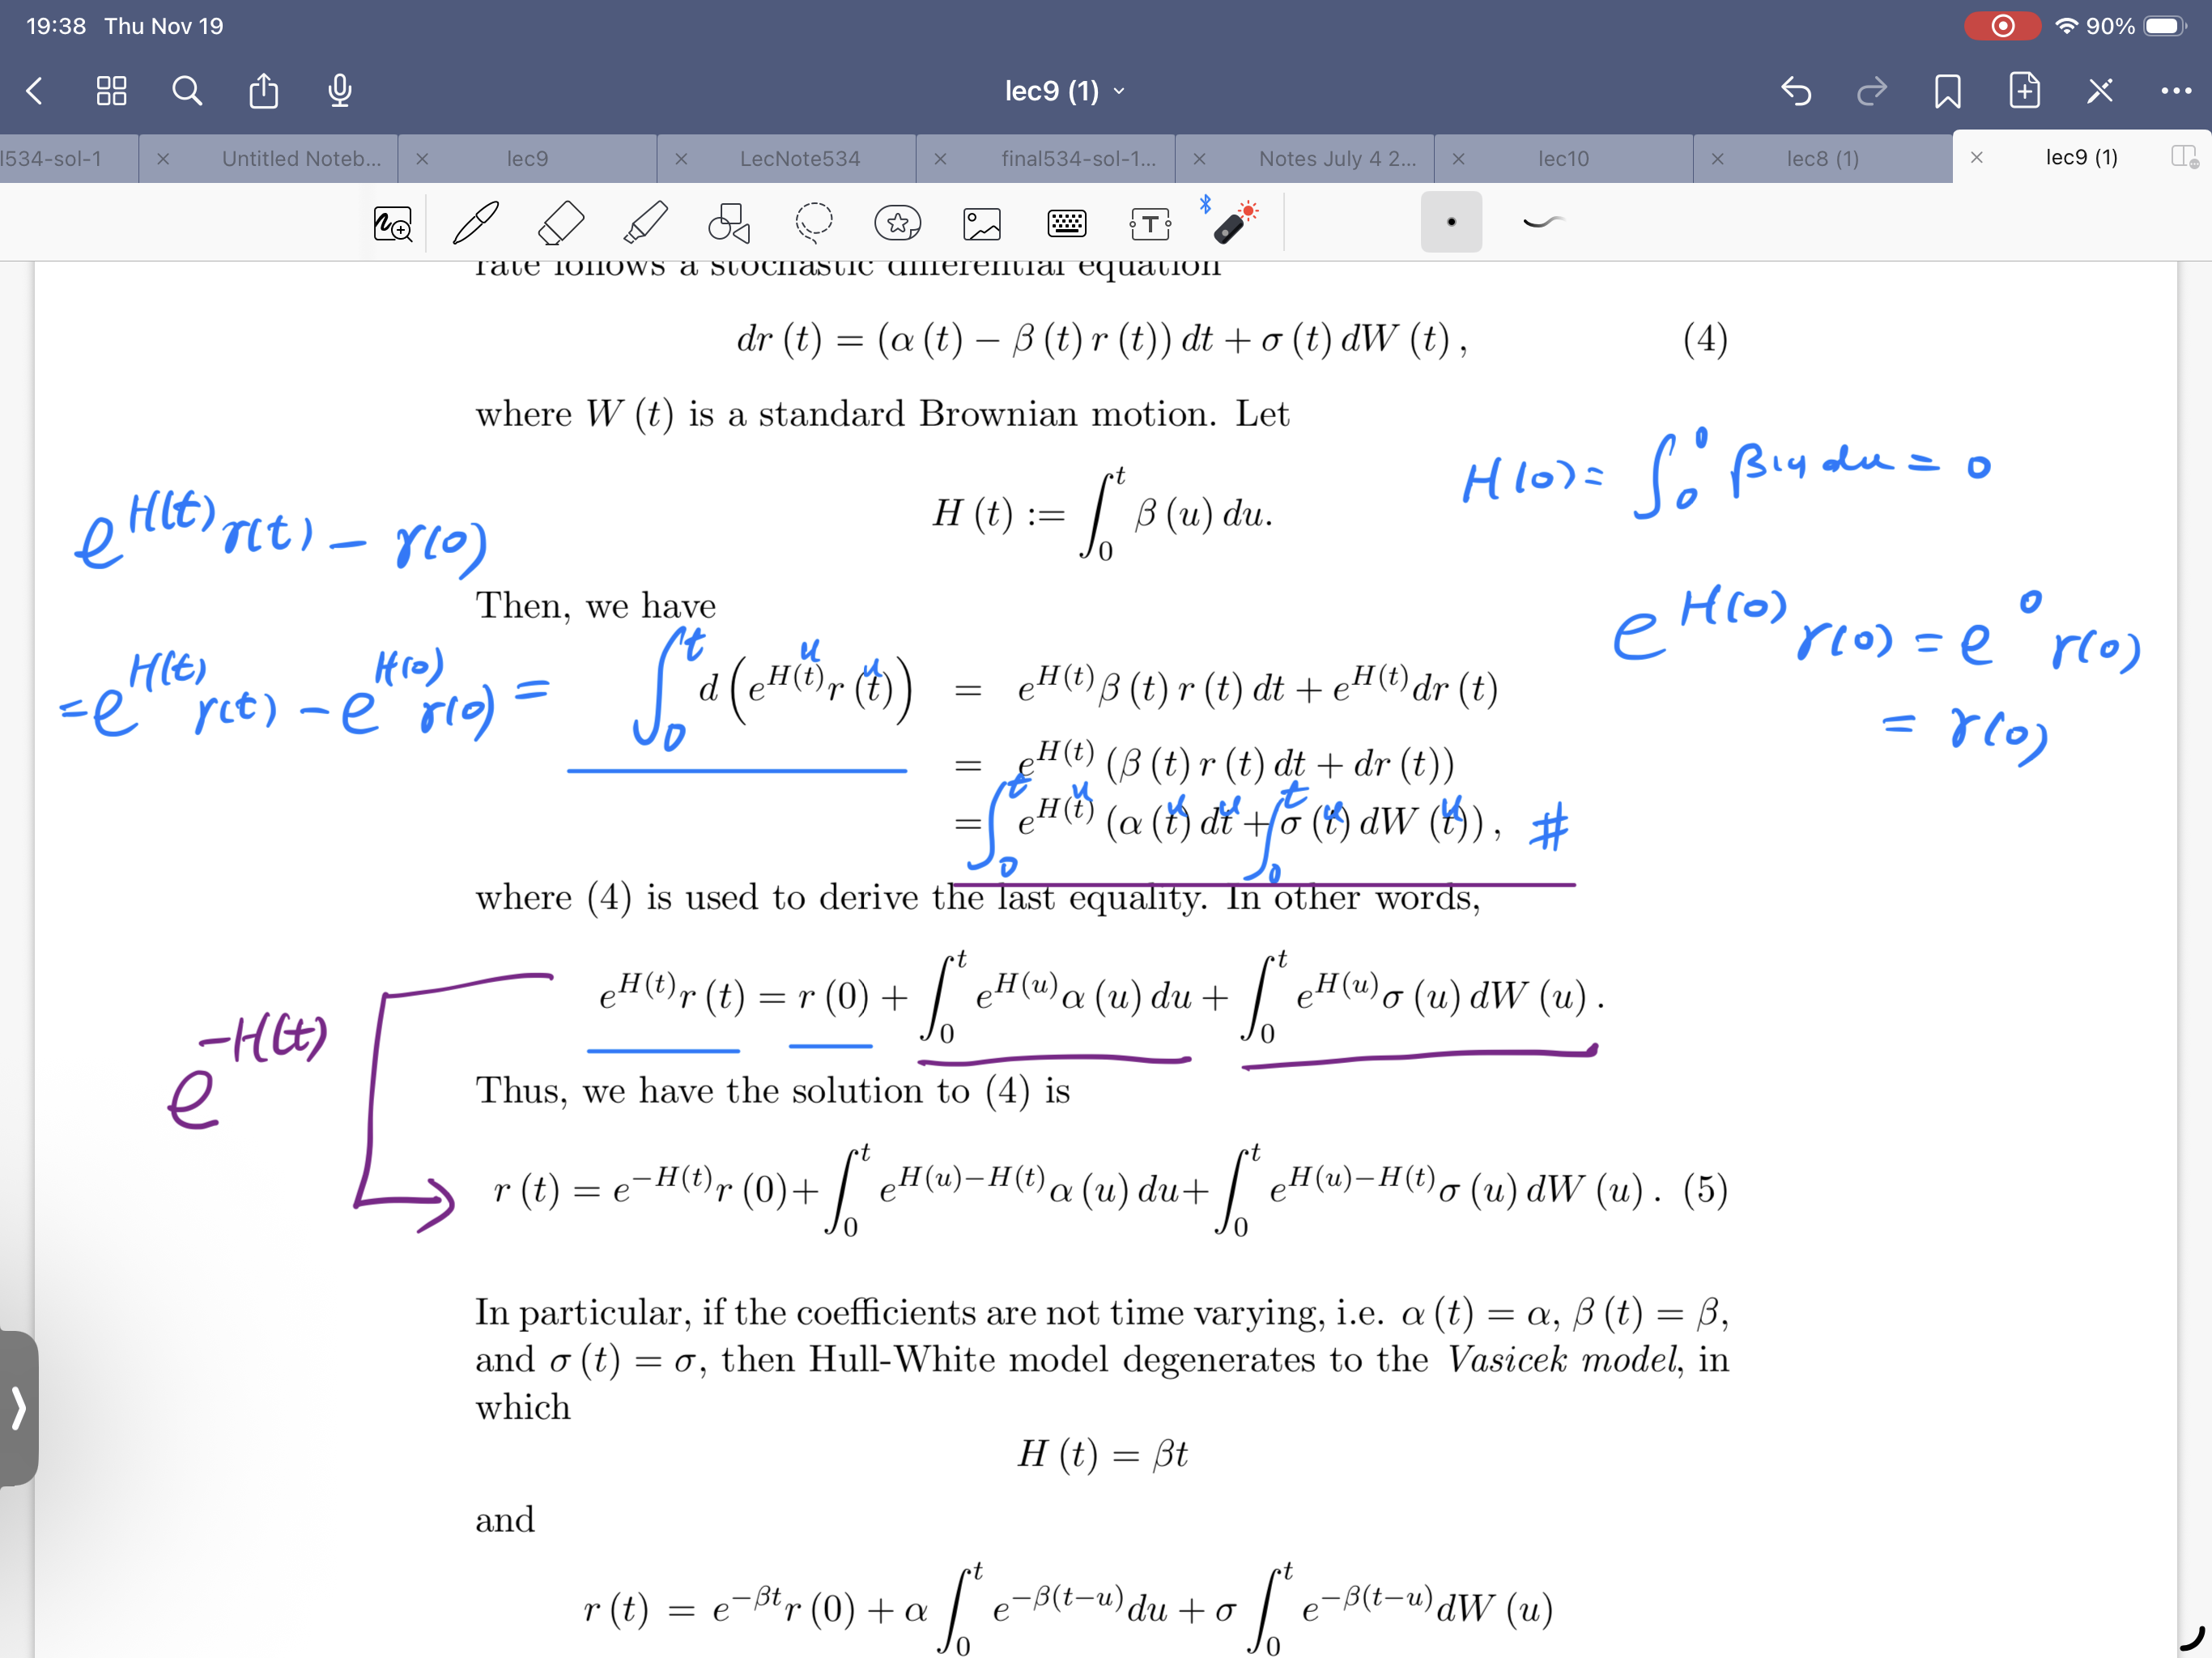 19:38 Thu Nov 19
90%
lec9 (1)
l534-sol-1
Untitled Noteb...
lec9
LecNote534
final534-sol-1...
Notes July 4 2...
lec10
lec8 (1)
lec9 (1)
rate follows a stochastic differential equation
dr (t) = (α (t) − β (t) r (t)) dt + σ (t) dW (t) , (4)
where W (t) is a standard Brownian motion. Let
H(0) = ∫₀⁰ β(u) du = 0
H (t) := ∫₀ᵗ β (u) du.
e^{H(t)} r(t) − r(0)
Then, we have
e^{H(0)} r(0) = e⁰ r(0)
= r(0)
= e^{H(t)} r(t) − e^{H(0)} r(0) = ∫₀ᵗ d (e^{H(t)} r (t)) = e^{H(t)} β (t) r (t) dt + e^{H(t)} dr (t)
u u
= e^{H(t)} (β (t) r (t) dt + dr (t))
= ∫₀ᵗ e^{H(t)} (α (t) dt + ∫₀ᵗ σ (t) dW (t)) , #
u u u u u
where (4) is used to derive the last equality. In other words,
e^{H(t)} r (t) = r (0) + ∫₀ᵗ e^{H(u)} α (u) du + ∫₀ᵗ e^{H(u)} σ (u) dW (u) .
e^{−H(t)}
Thus, we have the solution to (4) is
r (t) = e^{−H(t)} r (0) + ∫₀ᵗ e^{H(u)−H(t)} α (u) du + ∫₀ᵗ e^{H(u)−H(t)} σ (u) dW (u) . (5)
In particular, if the coefficients are not time varying, i.e. α (t) = α, β (t) = β,
and σ (t) = σ, then Hull-White model degenerates to the Vasicek model, in
which
H (t) = βt
and
r (t) = e^{−βt} r (0) + α ∫₀ᵗ e^{−β(t−u)} du + σ ∫₀ᵗ e^{−β(t−u)} dW (u)